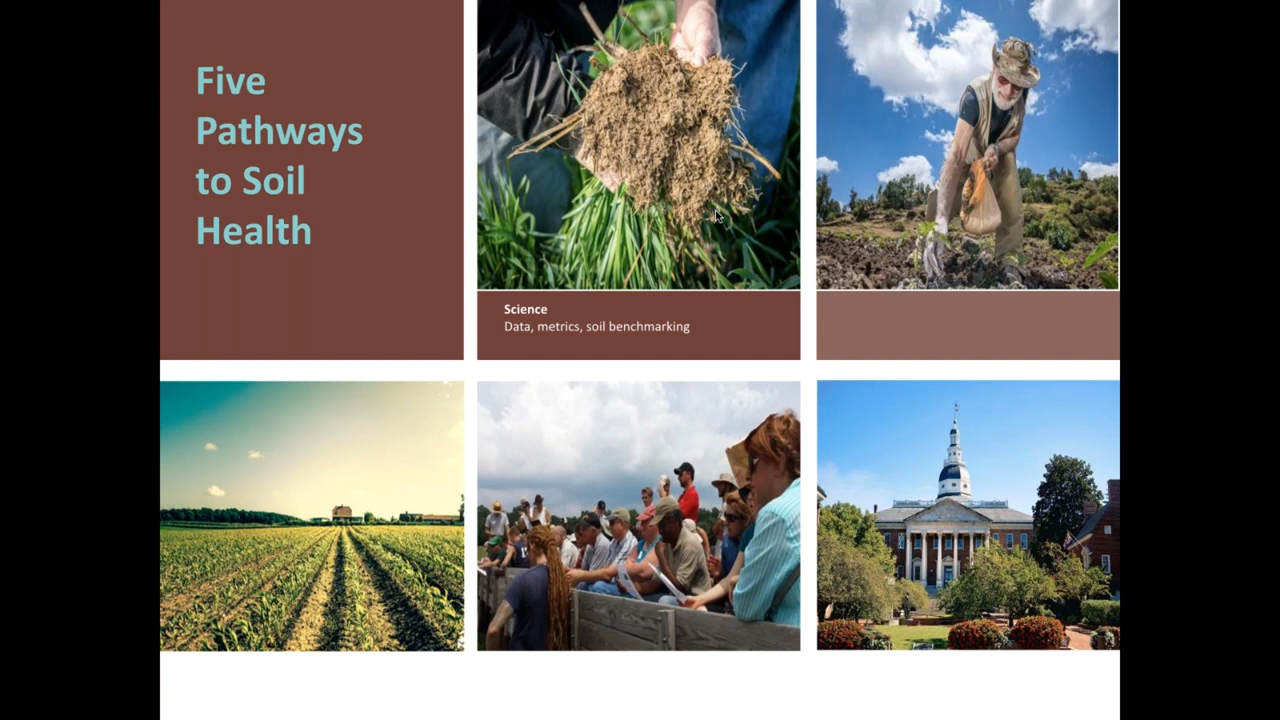 Five
Pathways
to Soil
Health
Science
Data, metrics, soil benchmarking